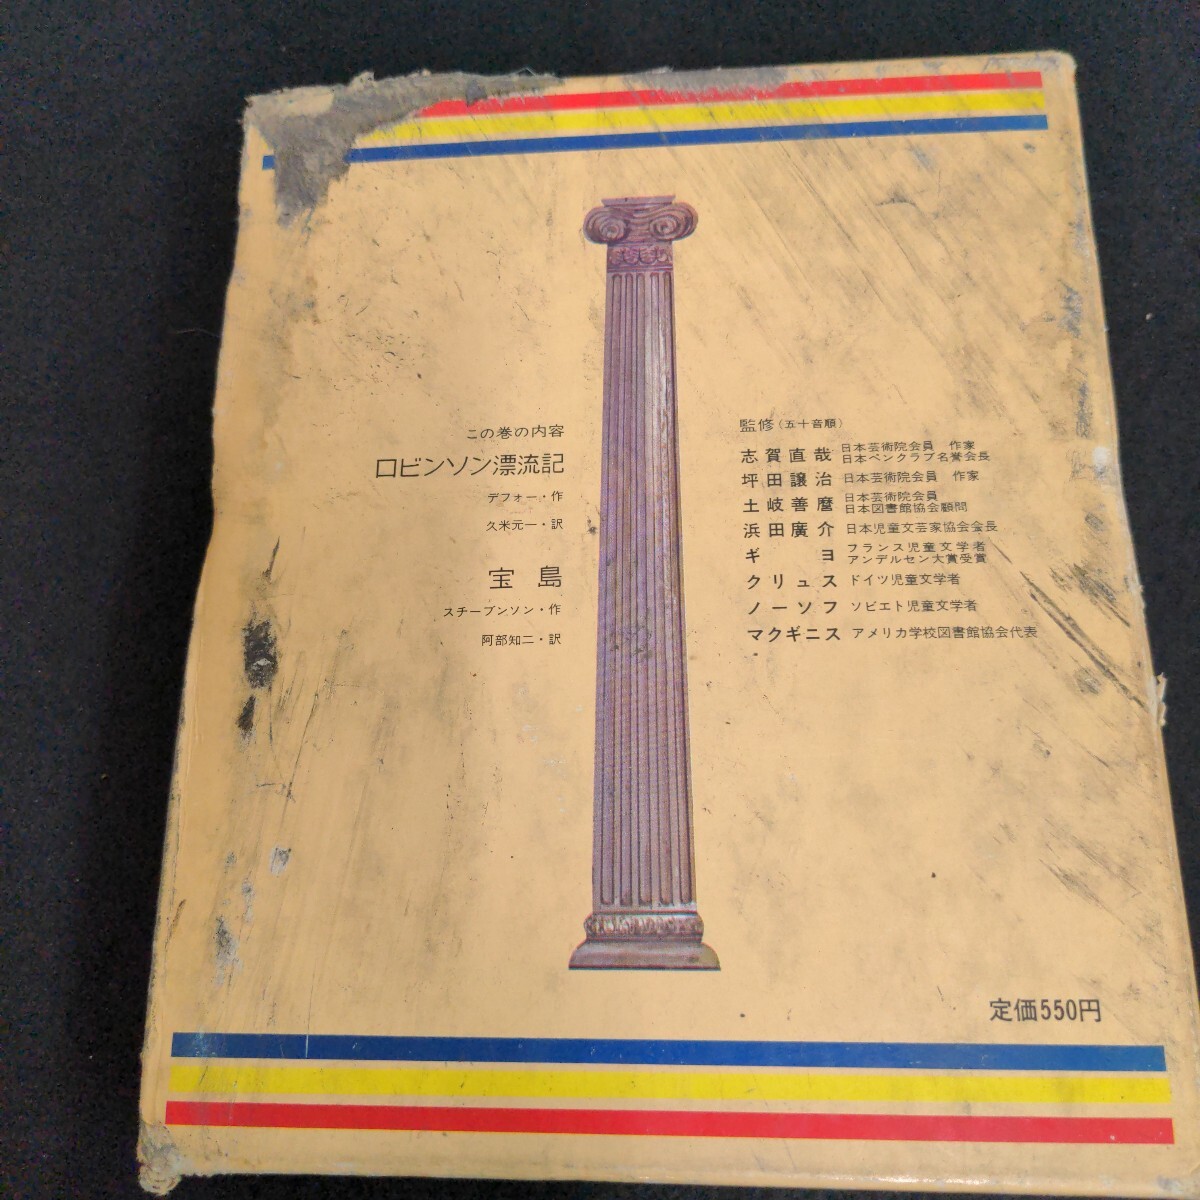 この巻の内容
ロビンソン漂流記
デフォー・作
久米元一・訳
宝島
スチーブンソン・作
阿部知二・訳
監修(五十音順)
志賀直哉 日本芸術院会員 作家
日本ペンクラブ名誉会長
坪田譲治 日本芸術院会員 作家
土岐善麿 日本芸術院会員
日本図書館協会顧問
浜田廣介 日本児童文芸家協会会長
ギヨ フランス児童文学者
アンデルセン大賞受賞
クリュス ドイツ児童文学者
ノーソフ ソビエト児童文学者
マクギニス アメリカ学校図書館協会代表
定価550円